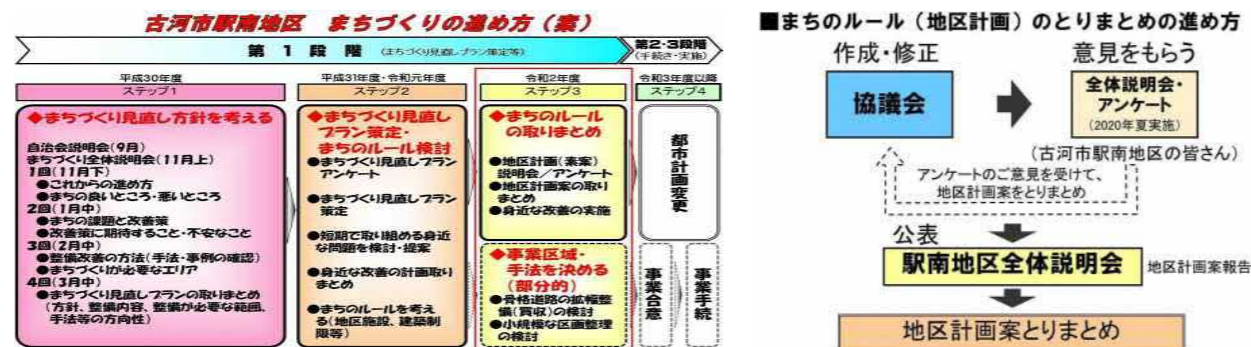 古河市駅南地区 まちづくりの進め方（案）
第 1 段 階 （まちづくり見直しプラン策定等）
第2・3段階
（手続き・実施）
平成30年度
ステップ1
◆まちづくり見直し方針を考える
自治会説明会（9月）
まちづくり全体説明会（11月上）
1回（11月下）
●これからの進め方
●まちの良いところ・悪いところ
2回（1月中）
●まちの課題と改善策
●改善策に期待すること・不安なこと
3回（2月中）
●整備改善の方法（手法・事例の確認）
●まちづくりが必要なエリア
4回（3月中）
●まちづくり見直しプランの取りまとめ
（方針、整備内容、整備が必要な範囲、
手法等の方向性）
平成31年度・令和元年度
ステップ2
◆まちづくり見直し
プラン策定・
まちのルール検討
●まちづくり見直しプラン
アンケート
●まちづくり見直しプラン
策定
●短期で取り組める身近
な問題を検討・提案
●身近な改善の計画取り
まとめ
●まちのルールを考え
る（地区施設、建築制
限等）
令和2年度
ステップ3
◆まちのルール
の取りまとめ
●地区計画（素案）
説明会／アンケート
●地区計画案の取り
まとめ
●身近な改善の実施
◆事業区域・
手法を決める
（部分的）
●骨格道路の拡幅整
備（買収）の検討
●小規模な区画整理
の検討
令和3年度以降
ステップ4
都市計画変更
事業合意
事業手続
■まちのルール（地区計画）のとりまとめの進め方
作成・修正
協議会
意見をもらう
全体説明会・
アンケート
（2020年夏実施）
（古河市駅南地区の皆さん）
アンケートのご意見を受けて、
地区計画案をとりまとめ
公表
駅南地区全体説明会
地区計画案報告
地区計画案とりまとめ